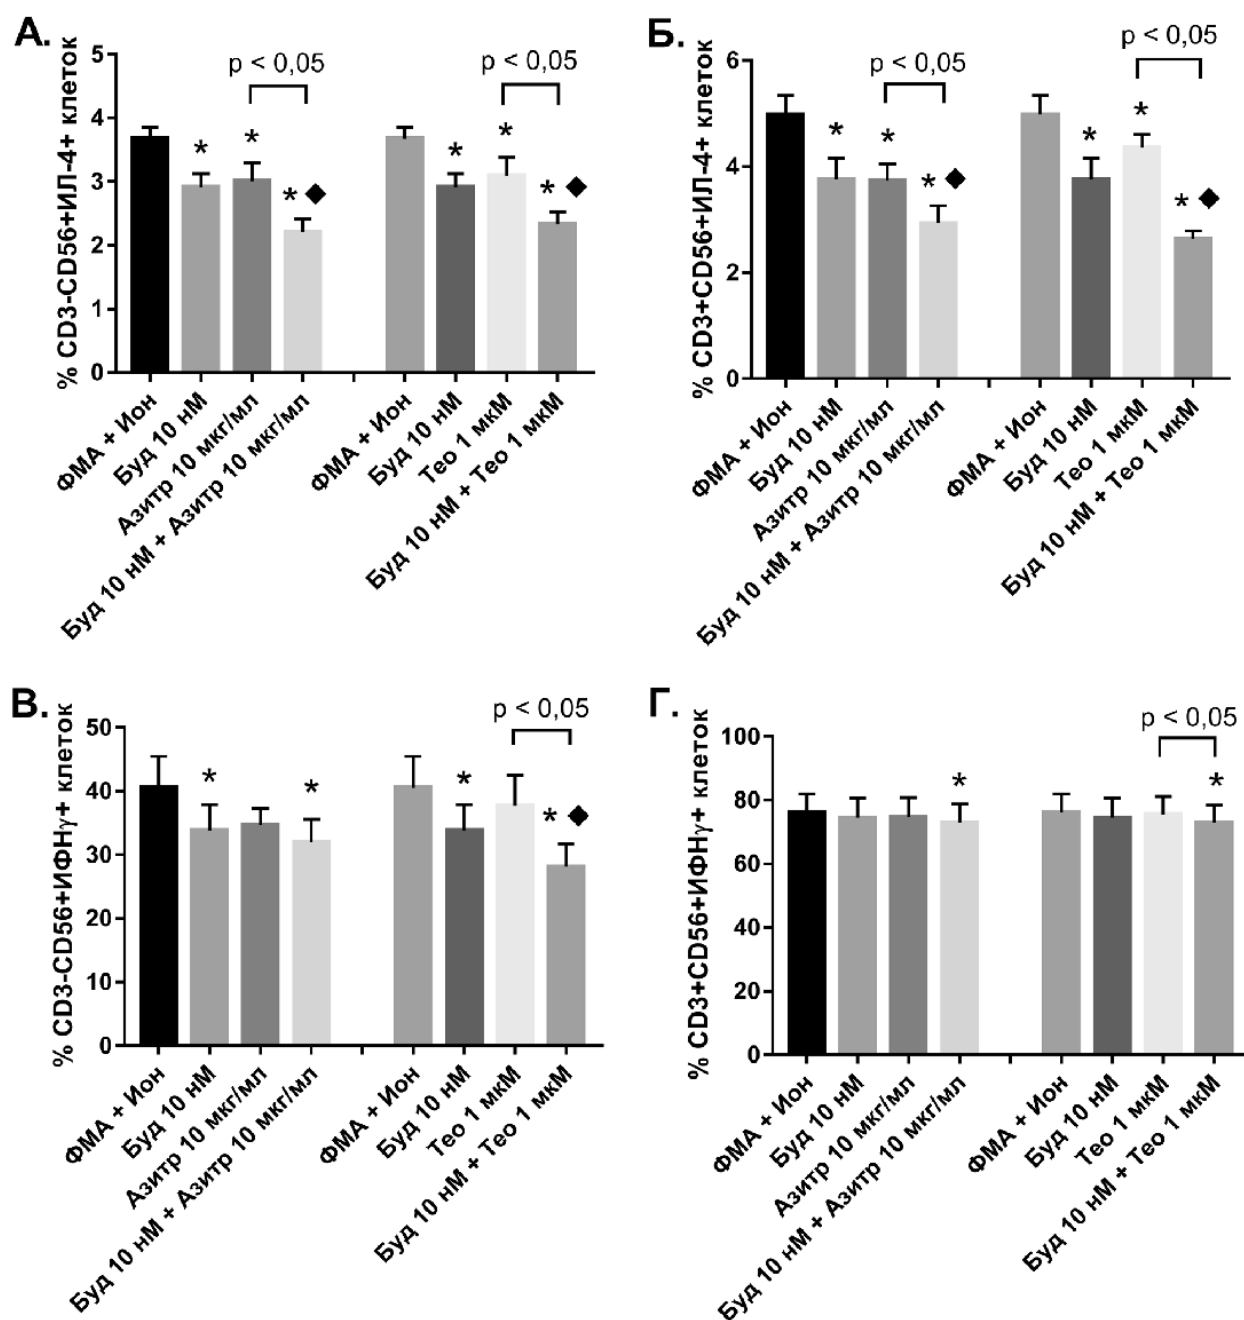 А.
% CD3-CD56+ИЛ-4+ клеток
5
4
3
2
1
0
p < 0,05
p < 0,05
* * * ◆ * * * ◆
ФМА + Ион
Буд 10 нМ
Азитр 10 мкг/мл
Буд 10 нМ + Азитр 10 мкг/мл
ФМА + Ион
Буд 10 нМ
Тео 1 мкМ
Буд 10 нМ + Тео 1 мкМ
Б.
% CD3+CD56+ИЛ-4+ клеток
6
4
2
0
p < 0,05
p < 0,05
* * * ◆ * * * ◆
ФМА + Ион
Буд 10 нМ
Азитр 10 мкг/мл
Буд 10 нМ + Азитр 10 мкг/мл
ФМА + Ион
Буд 10 нМ
Тео 1 мкМ
Буд 10 нМ + Тео 1 мкМ
В.
% CD3-CD56+ИФНγ+ клеток
50
40
30
20
10
0
p < 0,05
* * * * ◆
ФМА + Ион
Буд 10 нМ
Азитр 10 мкг/мл
Буд 10 нМ + Азитр 10 мкг/мл
ФМА + Ион
Буд 10 нМ
Тео 1 мкМ
Буд 10 нМ + Тео 1 мкМ
Г.
% CD3+CD56+ИФНγ+ клеток
100
80
60
40
20
0
p < 0,05
* *
ФМА + Ион
Буд 10 нМ
Азитр 10 мкг/мл
Буд 10 нМ + Азитр 10 мкг/мл
ФМА + Ион
Буд 10 нМ
Тео 1 мкМ
Буд 10 нМ + Тео 1 мкМ